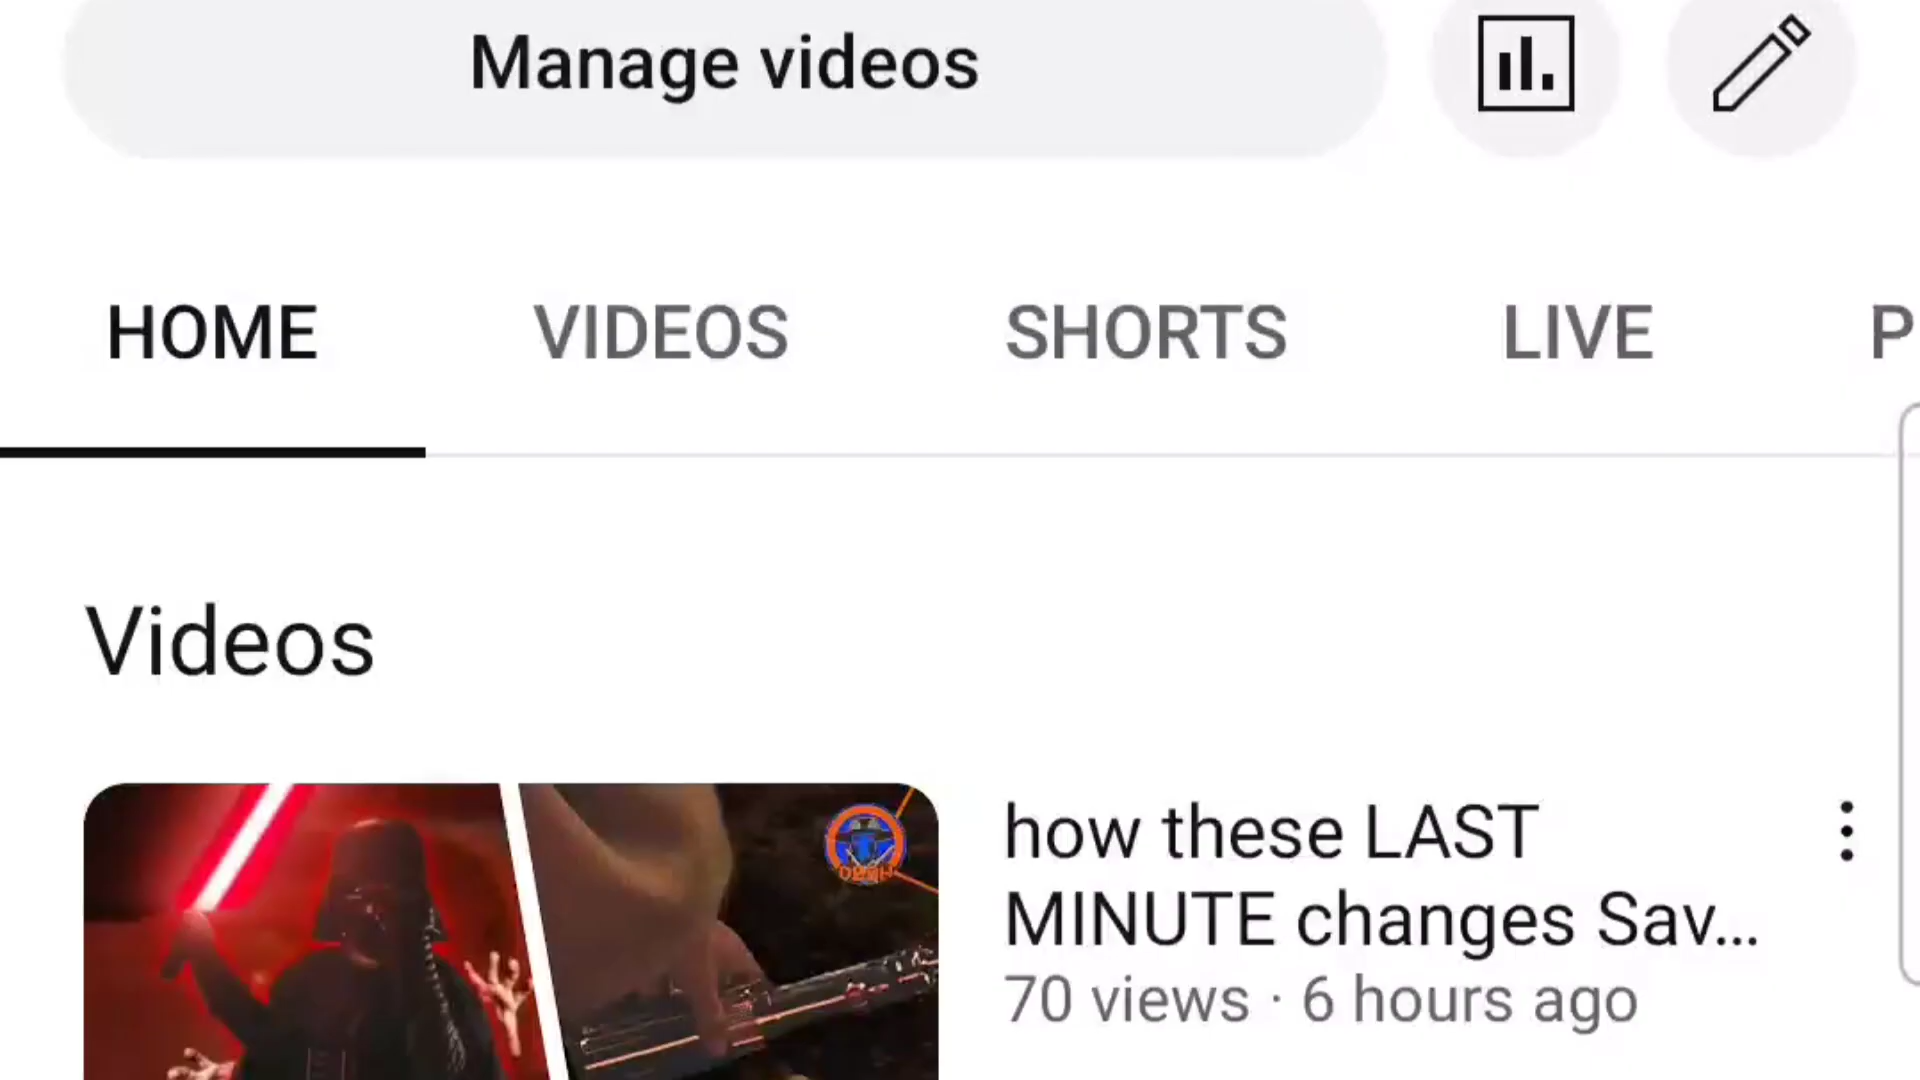 Manage videos
HOME VIDEOS SHORTS LIVE P
Videos
how these LAST
MINUTE changes Sav...
70 views · 6 hours ago